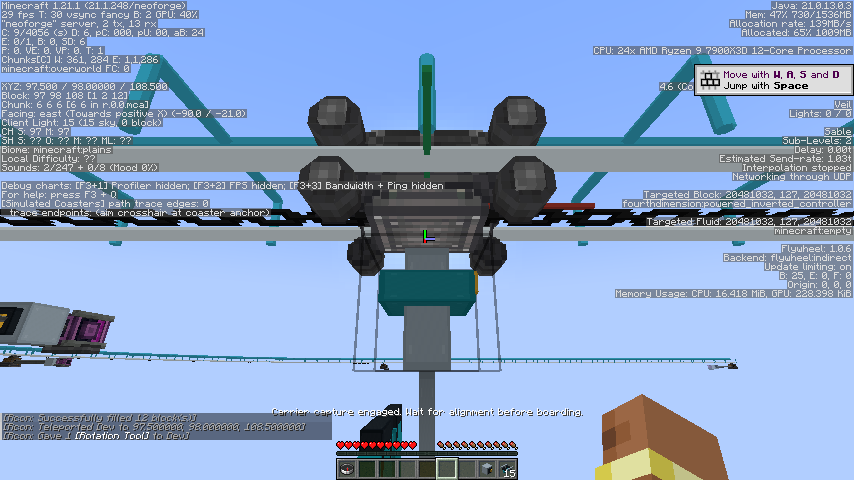 Minecraft 1.21.1 (21.1.248/neoforge)
29 fps T: 30 vsync fancy B: 2 GPU: 40%
"neoforge" server, 2 tx, 13 rx
C: 9/4056 (s) D: 6, pC: 000, pU: 00, aB: 24
E: 0/1, B: 0, SD: 6
P: 0. VE: 0. VP: 0. T: 1
Chunks[C] W: 361, 284 E: 1,1,286
minecraft:overworld FC: 0
XYZ: 97.500 / 98.00000 / 108.500
Block: 97 98 108 [1 2 12]
Chunk: 6 6 6 [6 6 in r.0.0.mca]
Facing: east (Towards positive X) (-90.0 / -21.0)
Client Light: 15 (15 sky, 0 block)
CH S: 97 M: 97
SH S: ?? O: ?? M: ?? ML: ??
Biome: minecraft:plains
Local Difficulty: ??
Sounds: 2/247 + 0/8 (Mood 0%)
Debug charts: [F3+1] Profiler hidden; [F3+2] FPS hidden; [F3+3] Bandwidth + Ping hidden
For help: press F3 + Q
[Simulated Coasters] path trace edges: 0
trace endpoints: (aim crosshair at coaster anchor)
Java: 21.0.13.0.3
Mem: 47% 730/1536MB
Allocation rate: 139MB/s
Allocated: 65% 1009MB
CPU: 24x AMD Ryzen 9 7900X3D 12-Core Processor
Move with W, A, S and D
Jump with Space
4.6 (Co
Veil
Lights: 0 / 0
Sable
Sub-Levels: 2
Delay: 0.00t
Estimated Send-rate: 1.03t
Interpolation stopped
Networking through UDP
Targeted Block: 20481032, 127, 20481032
fourthdimension:powered_inverted_controller
Targeted Fluid: 20481032, 127, 20481032
minecraft:empty
Flywheel: 1.0.6
Backend: flywheel:indirect
Update limiting: on
B: 25, E: 0, F: 0
Origin: 0, 0, 0
Memory Usage: CPU: 16.418 MiB, GPU: 228.398 KiB
Carrier capture engaged. Wait for alignment before boarding.
[Acon: Successfully filled 12 block(s)]
[Acon: Teleported Dev to 97.500000, 98.000000, 108.500000]
[Acon: Gave 1 [Rotation Tool] to Dev]
15